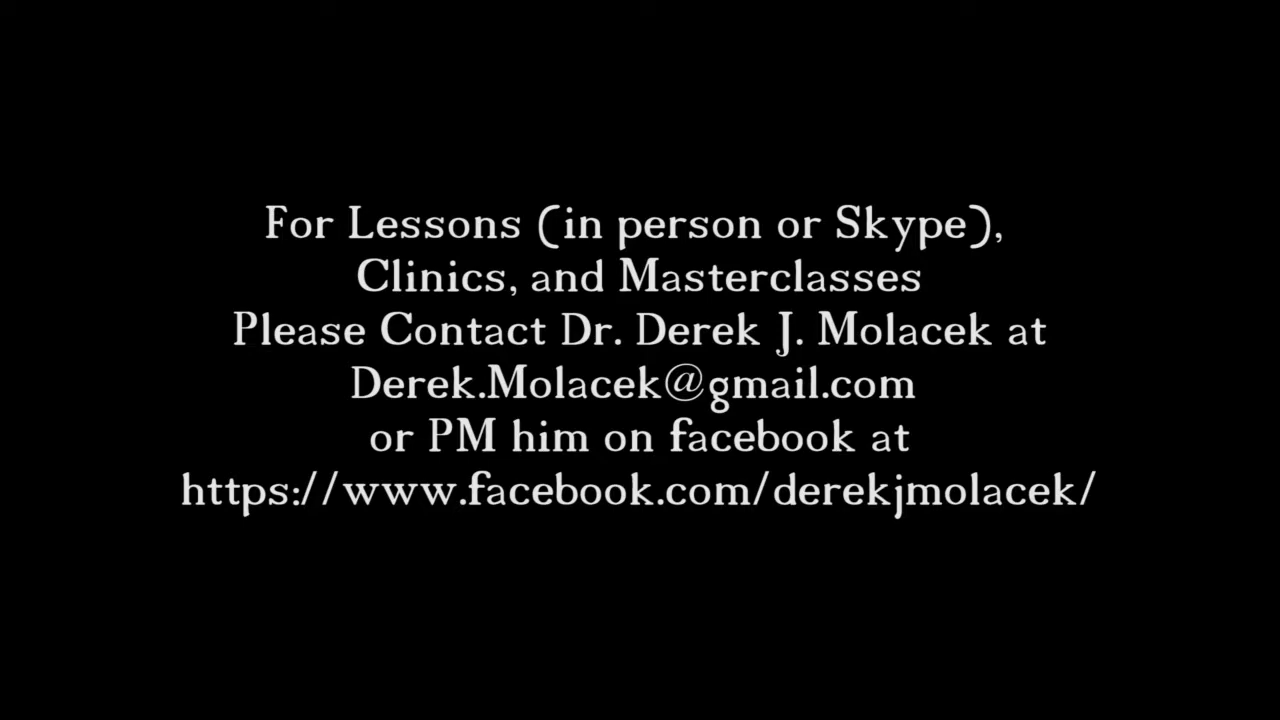 For Lessons (in person or Skype),
Clinics, and Masterclasses
Please Contact Dr. Derek J. Molacek at
Derek.Molacek@gmail.com
or PM him on facebook at
https://www.facebook.com/derekjmolacek/